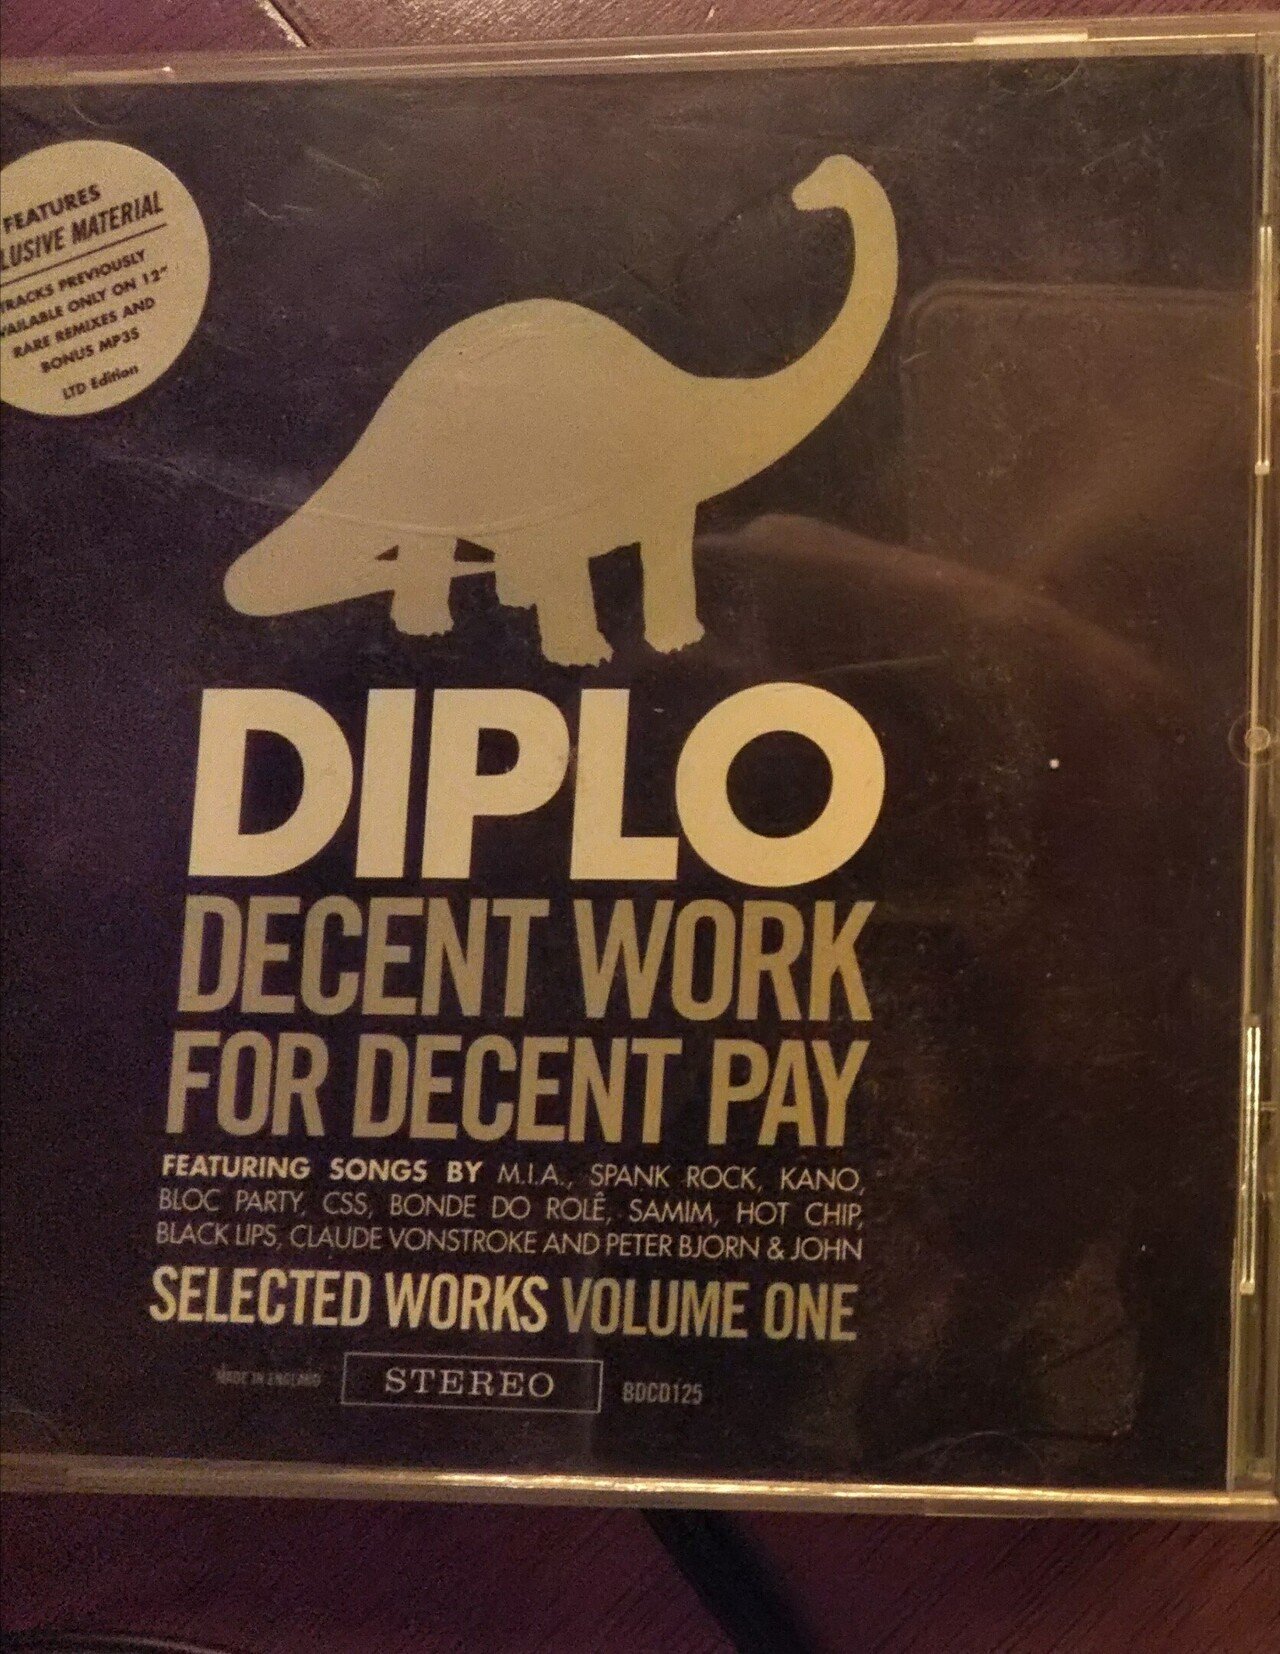 FEATURES
LUSIVE MATERIAL
TRACKS PREVIOUSLY
VAILABLE ONLY ON 12"
RARE REMIXES AND
BONUS MP3S
LTD Edition
DIPLO
DECENT WORK
FOR DECENT PAY
FEATURING SONGS BY M.I.A., SPANK ROCK, KANO,
BLOC PARTY, CSS, BONDE DO ROLÊ, SAMIM, HOT CHIP,
BLACK LIPS, CLAUDE VONSTROKE AND PETER BJORN & JOHN
SELECTED WORKS VOLUME ONE
MADE IN ENGLAND STEREO BDCD125